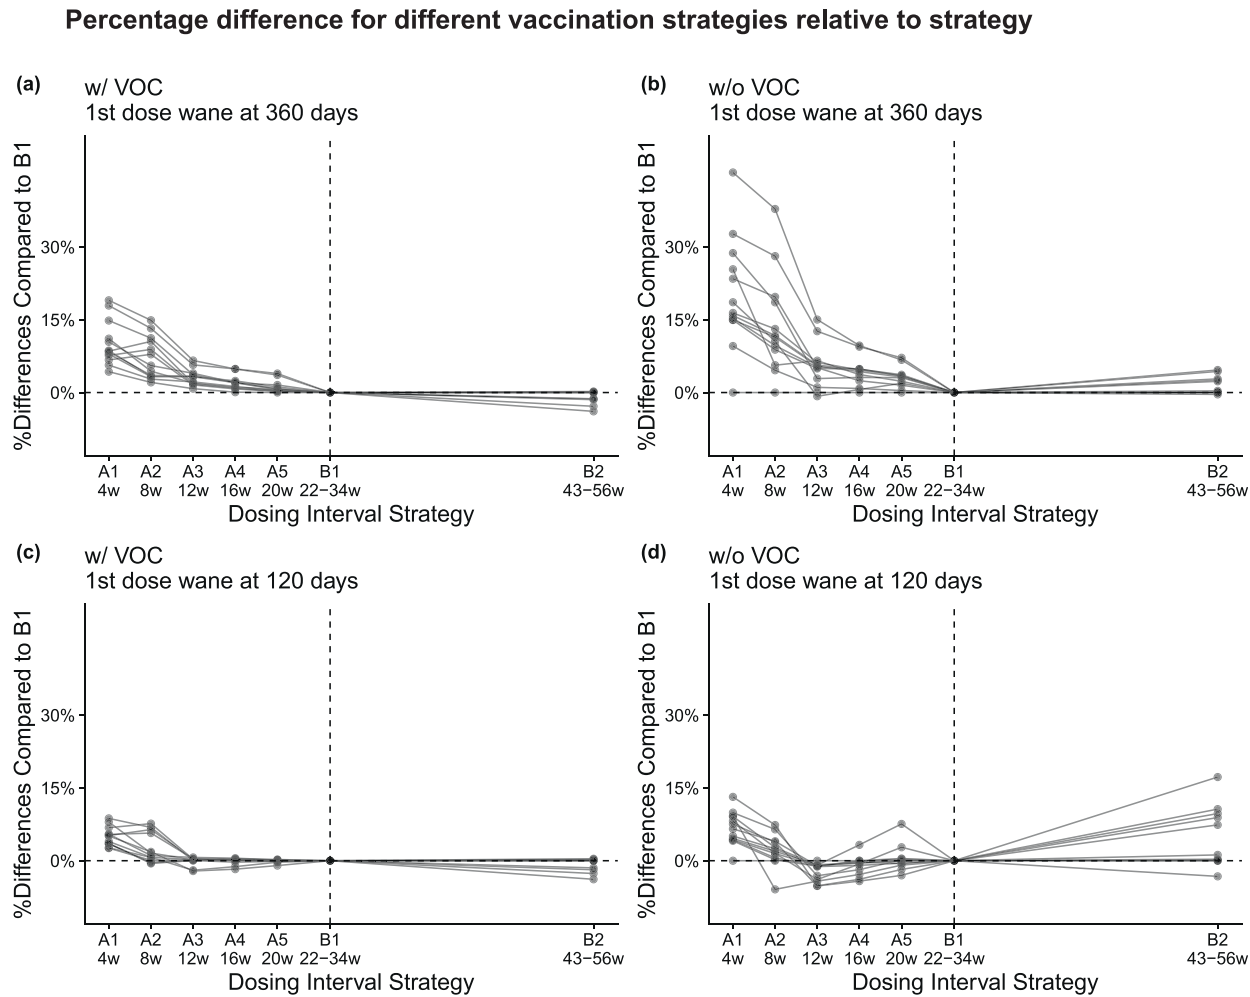 Percentage difference for different vaccination strategies relative to strategy
(a)
w/ VOC
1st dose wane at 360 days
%Differences Compared to B1
30%
15%
0%
A1 A2 A3 A4 A5 B1 B2
4w 8w 12w 16w 20w 22−34w 43−56w
Dosing Interval Strategy
(b)
w/o VOC
1st dose wane at 360 days
%Differences Compared to B1
30%
15%
0%
A1 A2 A3 A4 A5 B1 B2
4w 8w 12w 16w 20w 22−34w 43−56w
Dosing Interval Strategy
(c)
w/ VOC
1st dose wane at 120 days
%Differences Compared to B1
30%
15%
0%
A1 A2 A3 A4 A5 B1 B2
4w 8w 12w 16w 20w 22−34w 43−56w
Dosing Interval Strategy
(d)
w/o VOC
1st dose wane at 120 days
%Differences Compared to B1
30%
15%
0%
A1 A2 A3 A4 A5 B1 B2
4w 8w 12w 16w 20w 22−34w 43−56w
Dosing Interval Strategy